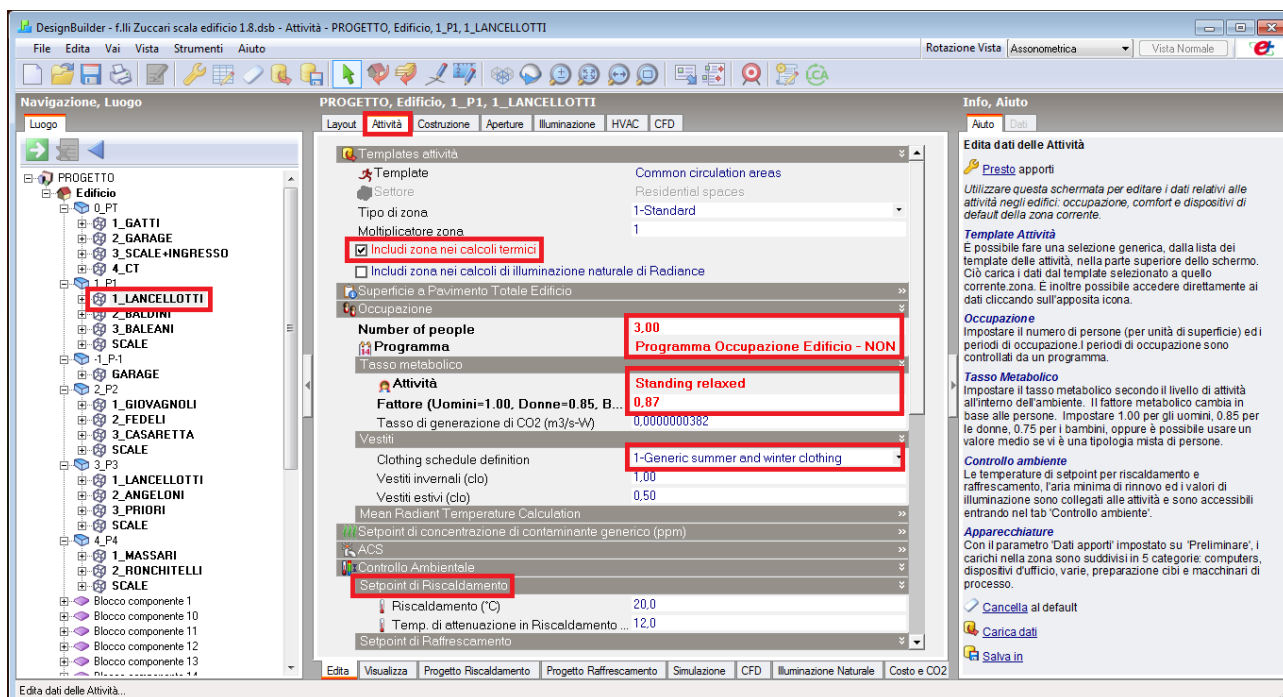 DesignBuilder - f.lli Zuccari scala edificio 1.8.dsb - Attività - PROGETTO, Edificio, 1_P1, 1_LANCELLOTTI
File Edita Vai Vista Strumenti Aiuto
Rotazione Vista Assonometrica Vista Normale
Navigazione, Luogo
Luogo
PROGETTO
Edificio
0_PT
1_GATTI
2_GARAGE
3_SCALE+INGRESSO
4_CT
1_P1
1_LANCELLOTTI
2_BALDINI
3_BALEANI
SCALE
-1_P-1
GARAGE
2_P2
1_GIOVAGNOLI
2_FEDELI
3_CASARETTA
SCALE
3_P3
1_LANCELLOTTI
2_ANGELONI
3_PRIORI
SCALE
4_P4
1_MASSARI
2_RONCHITELLI
SCALE
Blocco componente 1
Blocco componente 10
Blocco componente 11
Blocco componente 12
Blocco componente 13
PROGETTO, Edificio, 1_P1, 1_LANCELLOTTI
Layout Attività Costruzione Aperture Illuminazione HVAC CFD
Templates attività
Template Common circulation areas
Settore Residential spaces
Tipo di zona 1-Standard
Moltiplicatore zona 1
Includi zona nei calcoli termici
Includi zona nei calcoli di illuminazione naturale di Radiance
Superficie a Pavimento Totale Edificio
Occupazione
Number of people 3,00
Programma Programma Occupazione Edificio - NON
Tasso metabolico
Attività Standing relaxed
Fattore (Uomini=1.00, Donne=0.85, B... 0,87
Tasso di generazione di CO2 (m3/s-W) 0,0000000382
Vestiti
Clothing schedule definition 1-Generic summer and winter clothing
Vestiti invernali (clo) 1,00
Vestiti estivi (clo) 0,50
Mean Radiant Temperature Calculation
Setpoint di concentrazione di contaminante generico (ppm)
ACS
Controllo Ambientale
Setpoint di Riscaldamento
Riscaldamento (°C) 20,0
Temp. di attenuazione in Riscaldamento ... 12,0
Setpoint di Raffrescamento
Edita Visualizza Progetto Riscaldamento Progetto Raffrescamento Simulazione CFD Illuminazione Naturale Costo e CO2
Info, Aiuto
Aiuto Dati
Edita dati delle Attività
Presto apporti
Utilizzare questa schermata per editare i dati relativi alle
attività negli edifici: occupazione, comfort e dispositivi di
default della zona corrente.
Template Attività
È possibile fare una selezione generica, dalla lista dei
template delle attività, nella parte superiore dello schermo.
Ciò carica i dati dal template selezionato a quello
corrente.zona. È inoltre possibile accedere direttamente ai
dati cliccando sull'apposita icona.
Occupazione
Impostare il numero di persone (per unità di superficie) ed i
periodi di occupazione.I periodi di occupazione sono
controllati da un programma.
Tasso Metabolico
Impostare il tasso metabolico secondo il livello di attività
all'interno dell'ambiente. Il fattore metabolico cambia in
base alle persone. Impostare 1.00 per gli uomini, 0.85 per
le donne, 0.75 per i bambini, oppure è possibile usare un
valore medio se vi è una tipologia mista di persone.
Controllo ambiente
Le temperature di setpoint per riscaldamento e
raffrescamento, l'aria minima di rinnovo ed i valori di
illuminazione sono collegati alle attività e sono accessibili
entrando nel tab 'Controllo ambiente'.
Apparecchiature
Con il parametro 'Dati apporti' impostato su 'Preliminare', i
carichi nella zona sono suddivisi in 5 categorie: computers,
dispositivi d'ufficio, varie, preparazione cibi e macchinari di
processo.
Cancella al default
Carica dati
Salva in
Edita dati delle Attività...